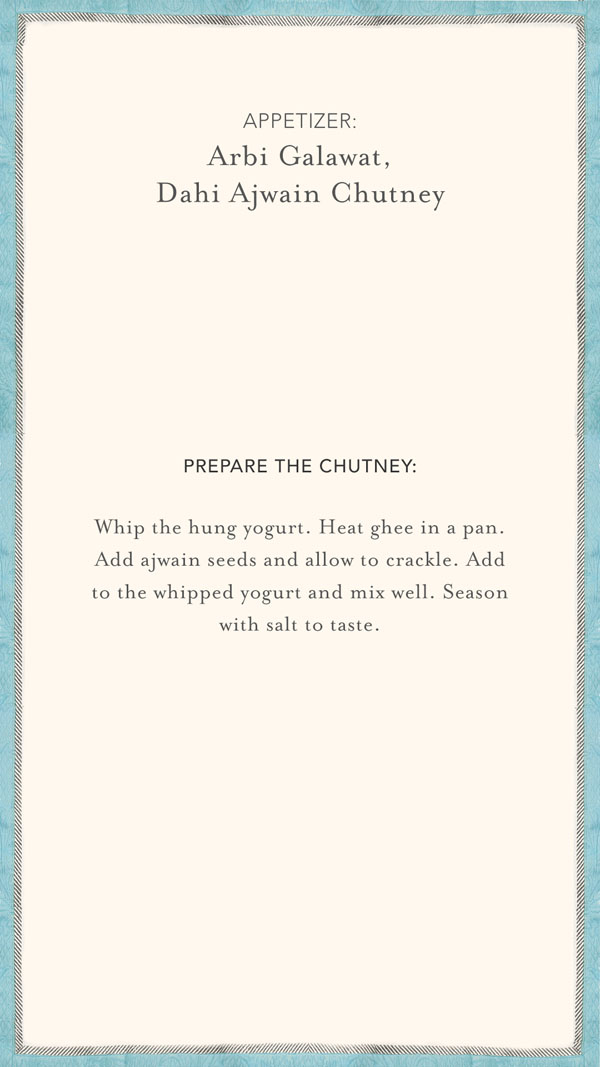 APPETIZER:
Arbi Galawat,
Dahi Ajwain Chutney
PREPARE THE CHUTNEY:
Whip the hung yogurt. Heat ghee in a pan.
Add ajwain seeds and allow to crackle. Add
to the whipped yogurt and mix well. Season
with salt to taste.